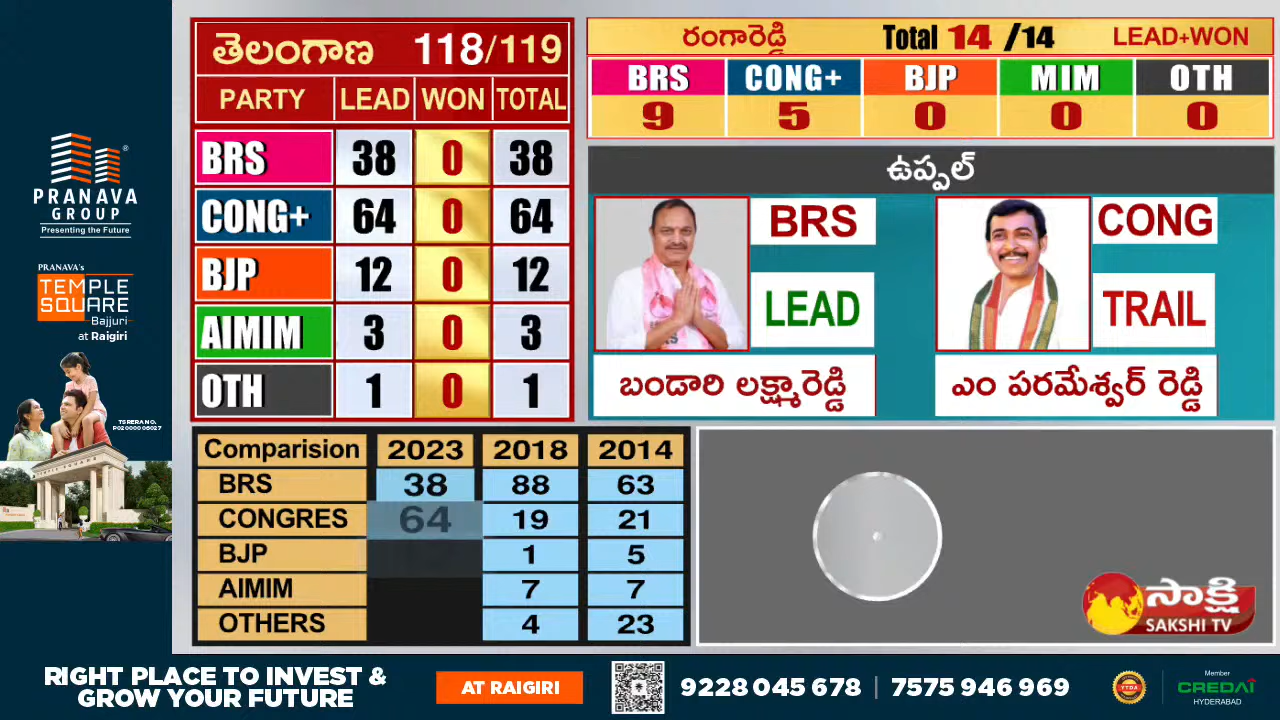 తెలంగాణ 118/119
PARTY LEAD WON TOTAL
BRS 38 0 38
CONG+ 64 0 64
BJP 12 0 12
AIMIM 3 0 3
OTH 1 0 1
రంగారెడ్డి Total 14 /14 LEAD+WON
BRS CONG+ BJP MIM OTH
9 5 0 0 0
ఉప్పల్
BRS CONG
LEAD TRAIL
బండారి లక్ష్మారెడ్డి ఎం పరమేశ్వర్ రెడ్డి
Comparision 2023 2018 2014
BRS 38 88 63
CONGRES 64 19 21
BJP 1 5
AIMIM 7 7
OTHERS 4 23
సాక్షి
SAKSHI TV
PRANAVA
GROUP
Presenting the Future
PRANAVA's
TEMPLE
SQUARE
Bajjuri
at Raigiri
TSRERA NO.
P02000005027
RIGHT PLACE TO INVEST &
GROW YOUR FUTURE
AT RAIGIRI
9228 045 678 | 7575 946 969
YTDA
Member
CREDAI
HYDERABAD